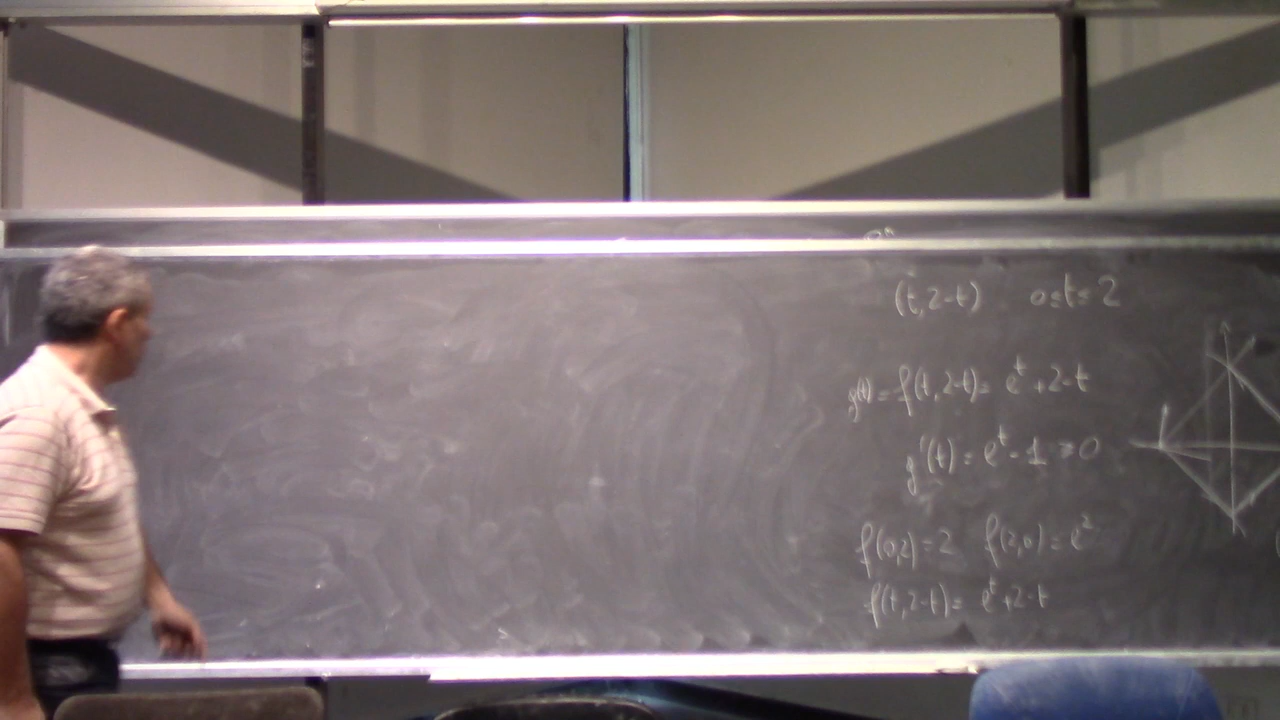 (t, 2-t) 0≤t≤2
g(t) = f(t, 2-t) = e^t + 2-t
g'(t) = e^t - 1 ≥ 0
f(0,2) = 2 f(2,0) = e^2
f(t, 2-t) = e^t + 2-t